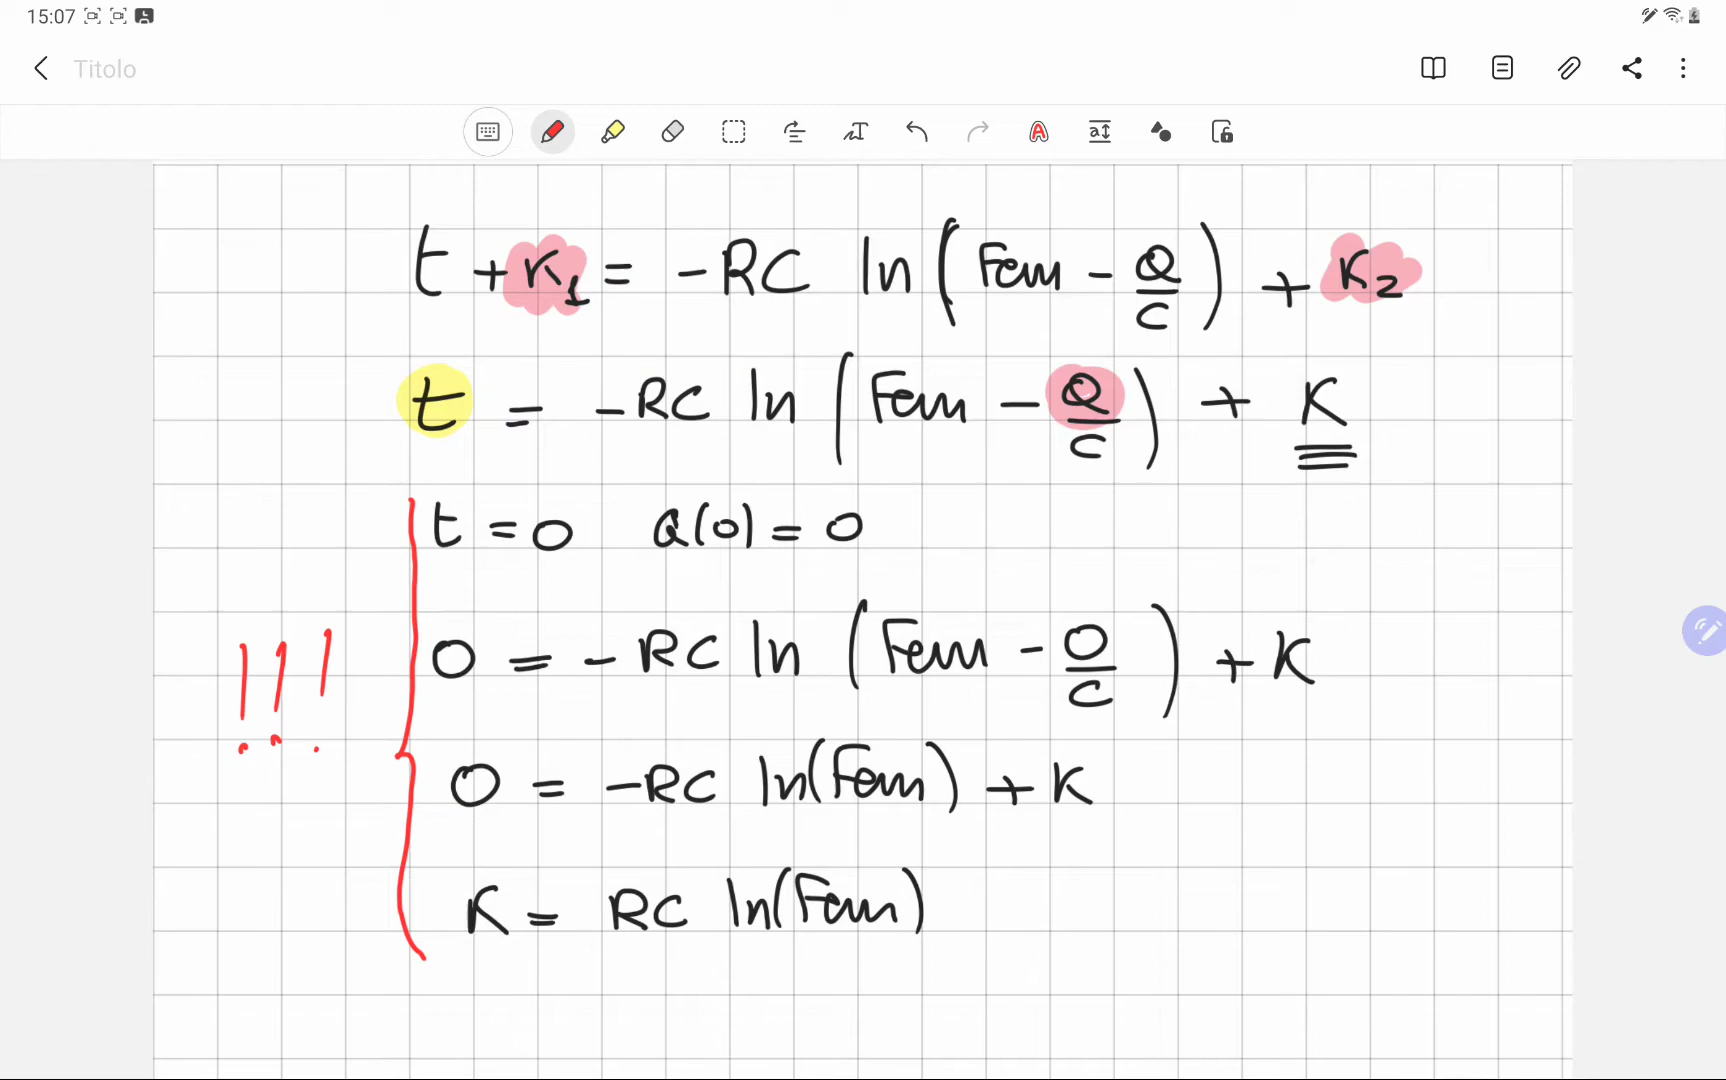 15:07
Titolo
t + K₁ = -RC ln(Fem - Q/C) + K₂
t = -RC ln(Fem - Q/C) + K
t = 0 Q(0) = 0
0 = -RC ln(Fem - 0/C) + K
!!!
0 = -RC ln(Fem) + K
K = RC ln(Fem)